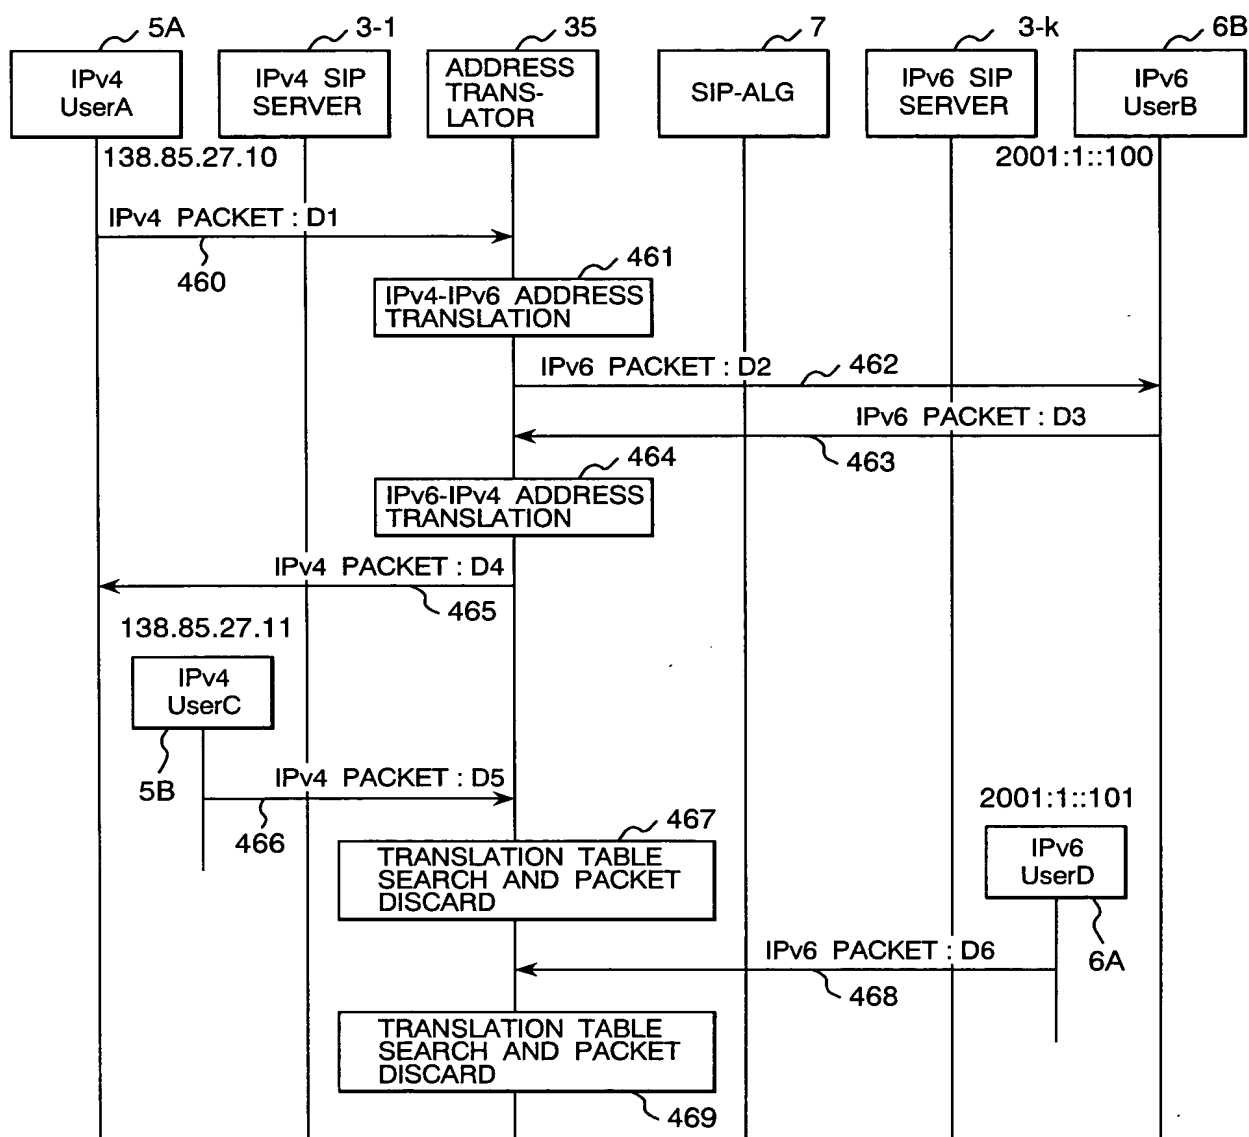 5A
3-1
35
7
3-k
6B
IPv4
UserA
IPv4 SIP
SERVER
ADDRESS
TRANS-
LATOR
SIP-ALG
IPv6 SIP
SERVER
IPv6
UserB
138.85.27.10
2001:1::100
IPv4 PACKET : D1
460
461
IPv4-IPv6 ADDRESS
TRANSLATION
IPv6 PACKET : D2
462
IPv6 PACKET : D3
463
464
IPv6-IPv4 ADDRESS
TRANSLATION
IPv4 PACKET : D4
465
138.85.27.11
IPv4
UserC
5B
IPv4 PACKET : D5
466
467
TRANSLATION TABLE
SEARCH AND PACKET
DISCARD
2001:1::101
IPv6
UserD
6A
IPv6 PACKET : D6
468
TRANSLATION TABLE
SEARCH AND PACKET
DISCARD
469